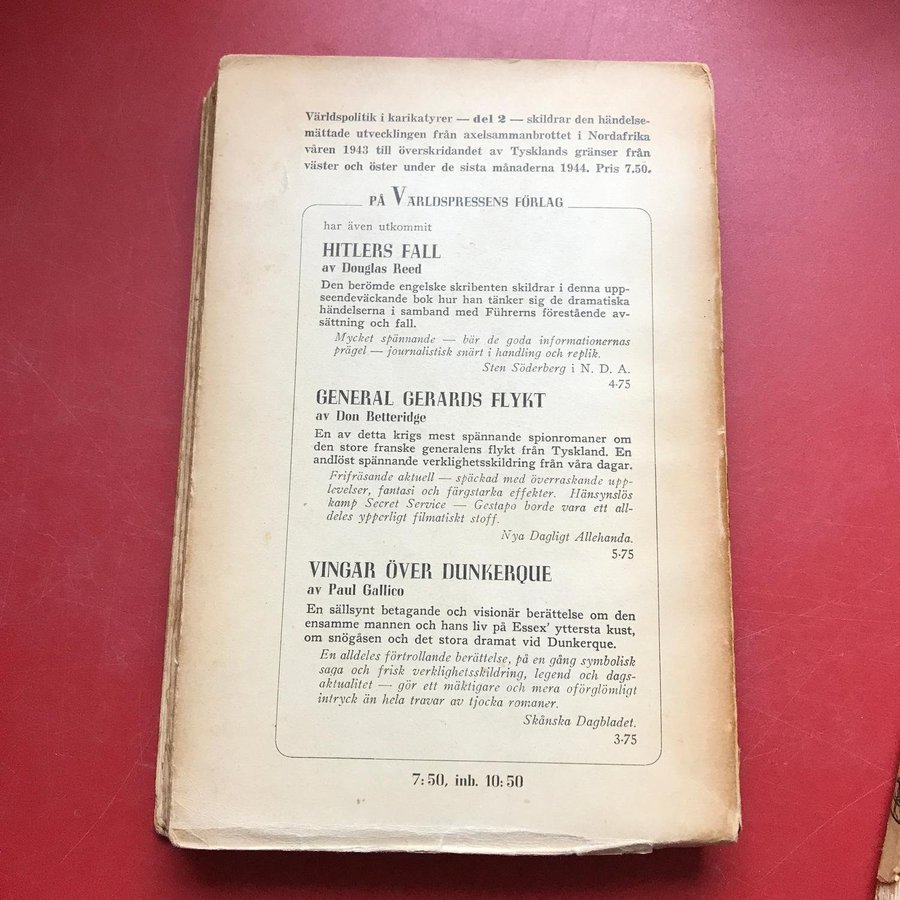 Världspolitik i karikatyrer — del 2 — skildrar den händelse-
mättade utvecklingen från axelsammanbrottet i Nordafrika
våren 1943 till överskridandet av Tysklands gränser från
väster och öster under de sista månaderna 1944. Pris 7.50.
PÅ VÄRLDSPRESSENS FÖRLAG
har även utkommit
HITLERS FALL
av Douglas Reed
Den berömde engelske skribenten skildrar i denna upp-
seendeväckande bok hur han tänker sig de dramatiska
händelserna i samband med Führerns förestående av-
sättning och fall.
Mycket spännande — bär de goda informationernas
prägel — journalistisk snärt i handling och replik.
Sten Söderberg i N. D. A.
4·75
GENERAL GERARDS FLYKT
av Don Betteridge
En av detta krigs mest spännande spionromaner om
den store franske generalens flykt från Tyskland. En
andlöst spännande verklighetsskildring från våra dagar.
Frifräsande aktuell — späckad med överraskande upp-
levelser, fantasi och färgstarka effekter. Hänsynslös
kamp Secret Service — Gestapo borde vara ett all-
deles ypperligt filmatiskt stoff.
Nya Dagligt Allehanda.
5·75
VINGAR ÖVER DUNKERQUE
av Paul Gallico
En sällsynt betagande och visionär berättelse om den
ensamme mannen och hans liv på Essex' yttersta kust,
om snögåsen och det stora dramat vid Dunkerque.
En alldeles förtrollande berättelse, på en gång symbolisk
saga och frisk verklighetsskildring, legend och dags-
aktualitet — gör ett mäktigare och mera oförglömligt
intryck än hela travar av tjocka romaner.
Skånska Dagbladet.
3·75
7:50, inb. 10:50